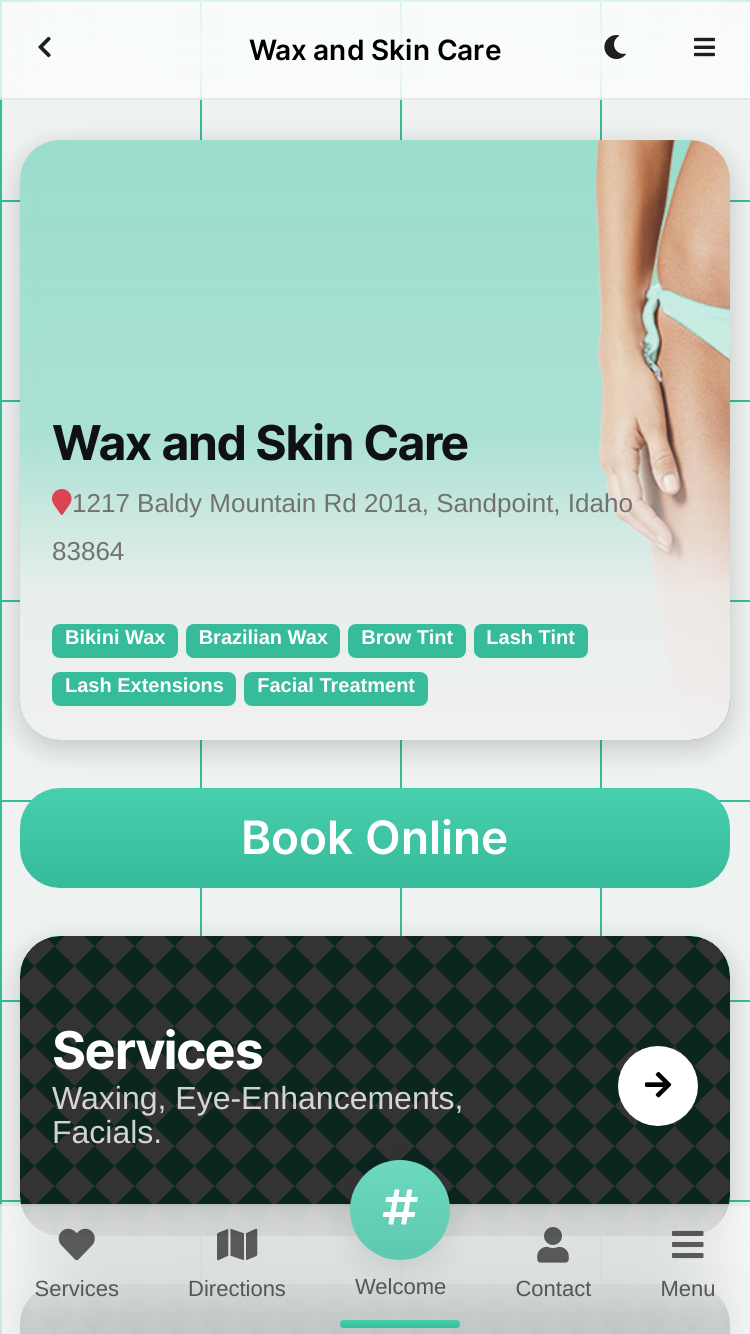 Wax and Skin Care
Wax and Skin Care
1217 Baldy Mountain Rd 201a, Sandpoint, Idaho
83864
Bikini Wax Brazilian Wax Brow Tint Lash Tint
Lash Extensions Facial Treatment
Book Online
Services
Waxing, Eye-Enhancements,
Facials.
#
Services Directions Welcome Contact Menu